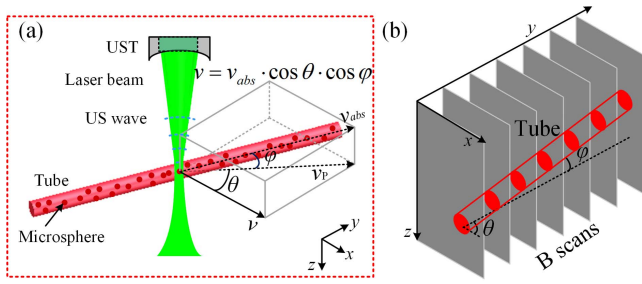 (a)
UST
Laser beam
US wave
v = v_abs · cos θ · cos φ
v_abs
φ
θ
v_P
v
Tube
Microsphere
y
x
z
(b)
y
x
Tube
φ
θ
z
B scans